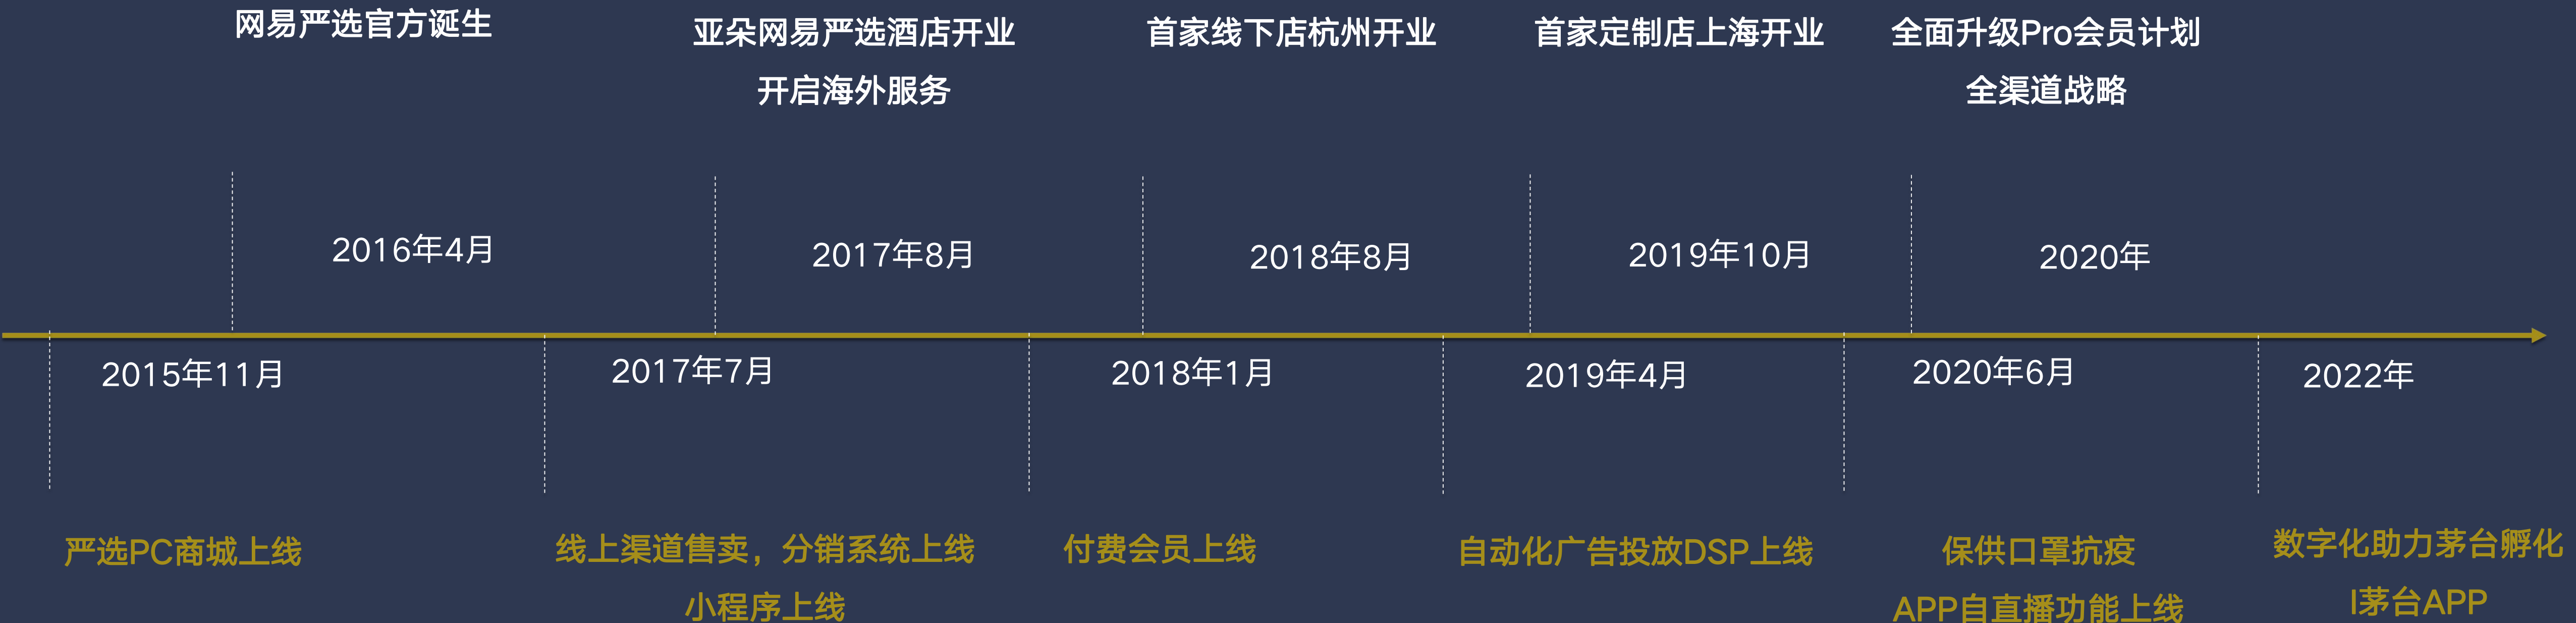 网易严选官方诞生
亚朵网易严选酒店开业
开启海外服务
首家线下店杭州开业
首家定制店上海开业
全面升级Pro会员计划
全渠道战略
2016年4月
2017年8月
2018年8月
2019年10月
2020年
2015年11月
2017年7月
2018年1月
2019年4月
2020年6月
2022年
严选PC商城上线
线上渠道售卖，分销系统上线
小程序上线
付费会员上线
自动化广告投放DSP上线
保供口罩抗疫
APP自直播功能上线
数字化助力茅台孵化
I茅台APP